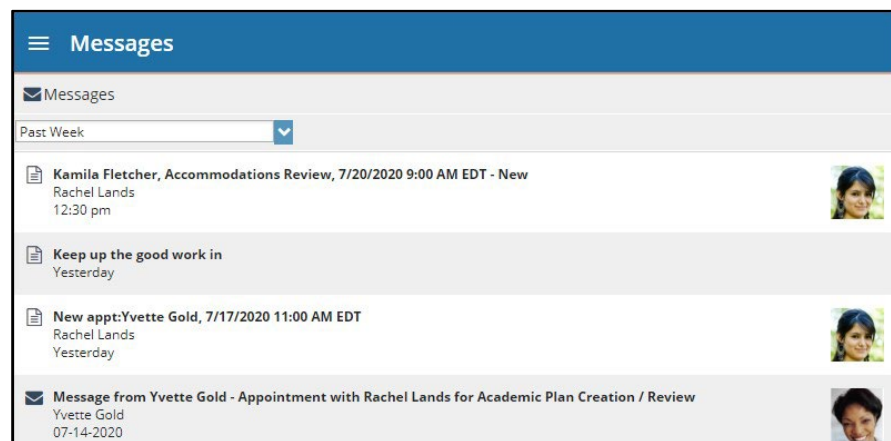 Messages
Messages
Past Week
Kamila Fletcher, Accommodations Review, 7/20/2020 9:00 AM EDT - New
Rachel Lands
12:30 pm
Keep up the good work in
Yesterday
New appt:Yvette Gold, 7/17/2020 11:00 AM EDT
Rachel Lands
Yesterday
Message from Yvette Gold - Appointment with Rachel Lands for Academic Plan Creation / Review
Yvette Gold
07-14-2020